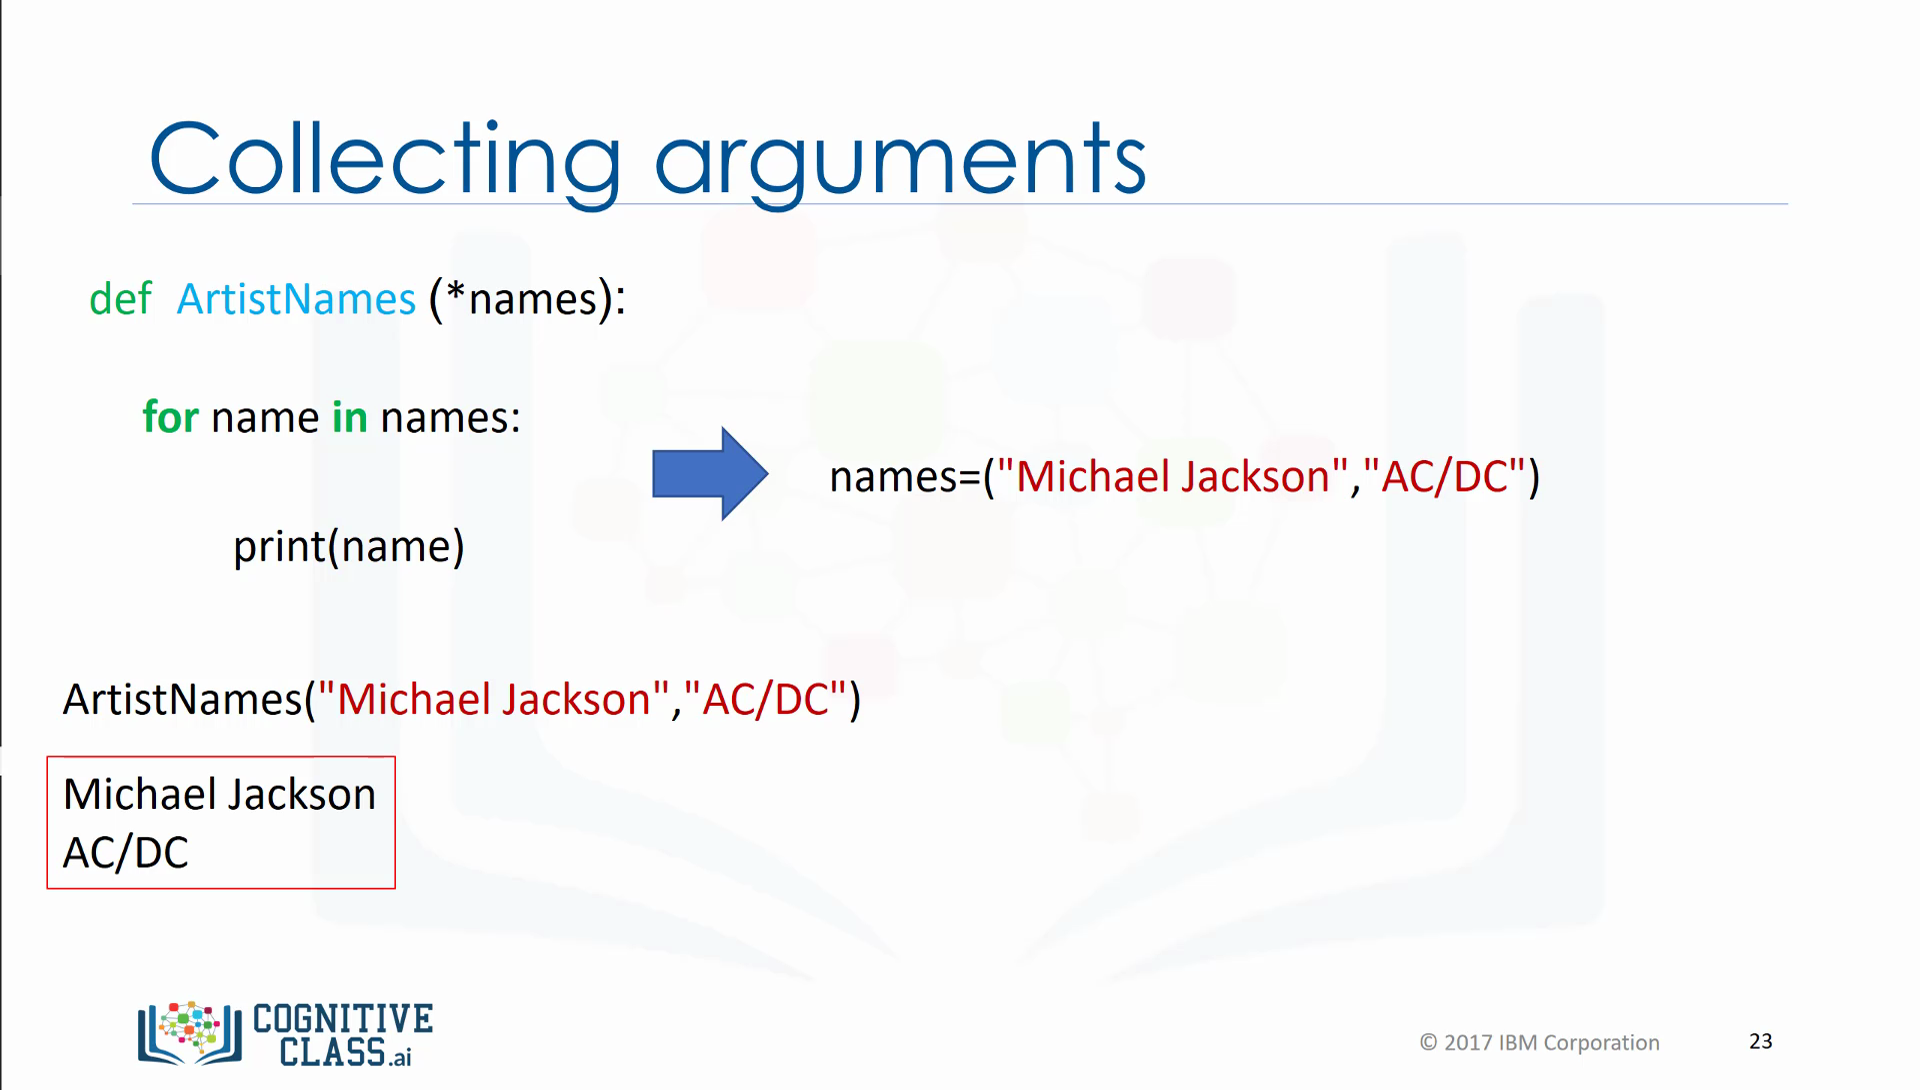 Collecting arguments
def ArtistNames (*names):
for name in names:
names=("Michael Jackson","AC/DC")
print(name)
ArtistNames("Michael Jackson","AC/DC")
Michael Jackson
AC/DC
COGNITIVE
CLASS.ai
© 2017 IBM Corporation
23